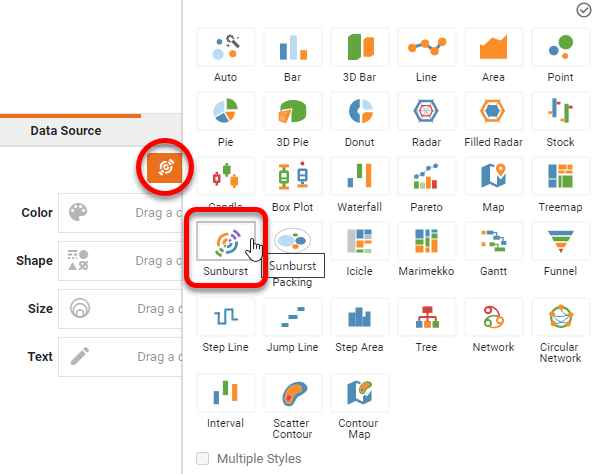 Auto Bar 3D Bar Line Area Point
Data Source
Pie 3D Pie Donut Radar Filled Radar Stock
Candle Box Plot Waterfall Pareto Map Treemap
Color Drag a c
Shape Drag a c
Sunburst Sunburst Icicle Marimekko Gantt Funnel
Packing
Size Drag a c
Text Drag a c
Step Line Jump Line Step Area Tree Network Circular
Network
Interval Scatter Contour
Contour Map
Multiple Styles